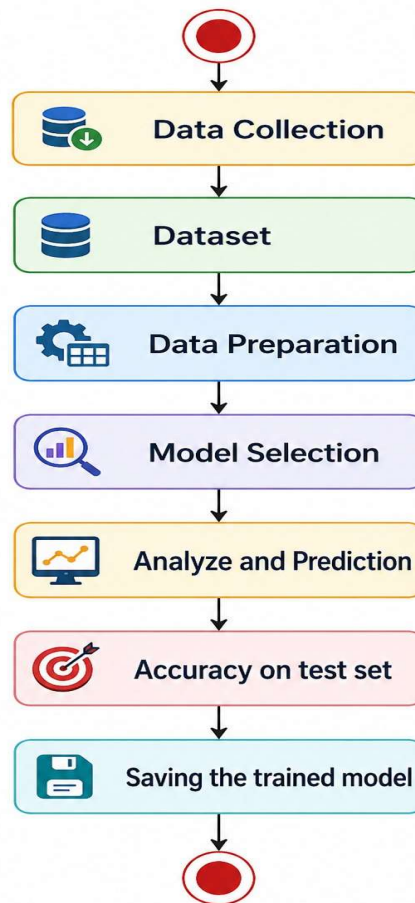 Data Collection
Dataset
Data Preparation
Model Selection
Analyze and Prediction
Accuracy on test set
Saving the trained model